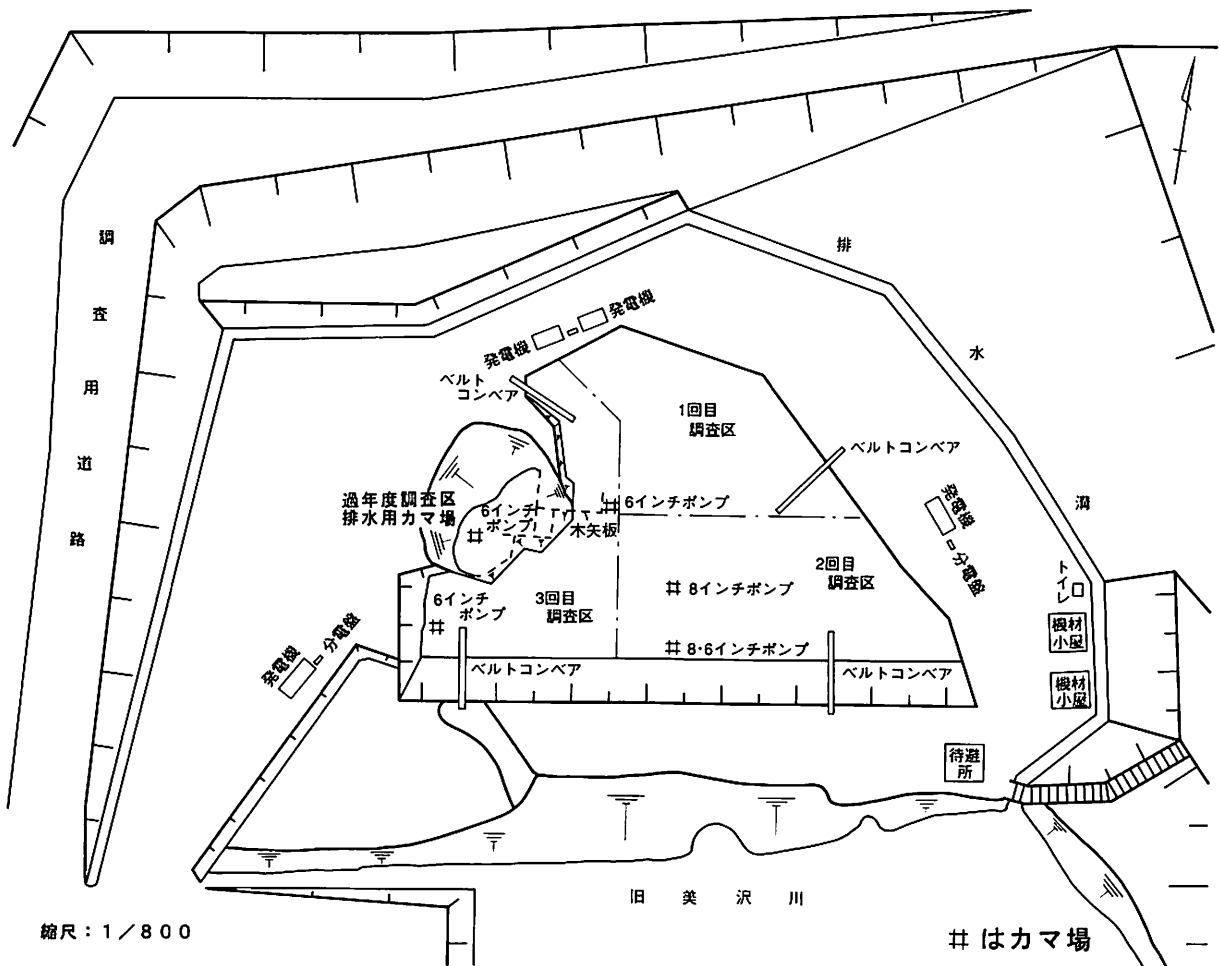 調査用道路
排水溝
発電機
発電機
ベルト
コンベア
1回目
調査区
ベルトコンベア
過年度調査区
排水用カマ場
6インチ
ポンプ
井
井 6インチポンプ
木矢板
発電機
分電盤
トイレ
2回目
調査区
井 8インチポンプ
6インチ
ポンプ
井
3回目
調査区
機材
小屋
発電機
分電盤
井 8・6インチポンプ
ベルトコンベア
ベルトコンベア
機材
小屋
待避
所
旧美沢川
縮尺：1／800
井はカマ場